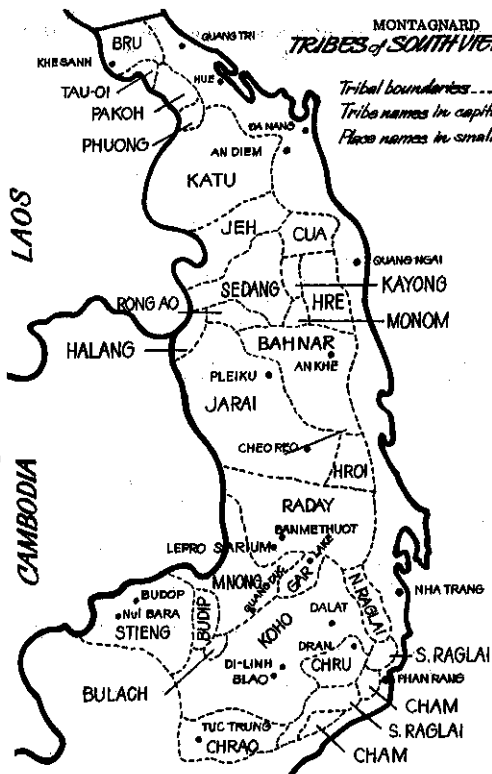 MONTAGNARD
TRIBES of SOUTH VIE
Tribal boundaries
Tribe names in capit
Place names in small
BRU
QUANG TRI
KHE SANH
HUE
TAU-OI
PAKOH
PHUONG
DA NANG
AN DIEM
KATU
LAOS
JEH
CUA
QUANG NGAI
SEDANG
KAYONG
RONG AO
HRE
MONOM
HALANG
BAHNAR
AN KHE
PLEIKU
JARAI
CHEO REO
HROI
CAMBODIA
RADAY
BANMETHUOT
LEPROSARIUM
LAKE
MNONG
QUANG DUC
GAR
N. RAGLAI
NHA TRANG
BUDOP
NUI BARA
STIENG
BUDIP
KOHO
DALAT
DRAN
CHRU
S. RAGLAI
DI-LINH
BLAO
PHAN RANG
BULACH
CHAM
S. RAGLAI
TUC TRUNG
CHRAO
CHAM